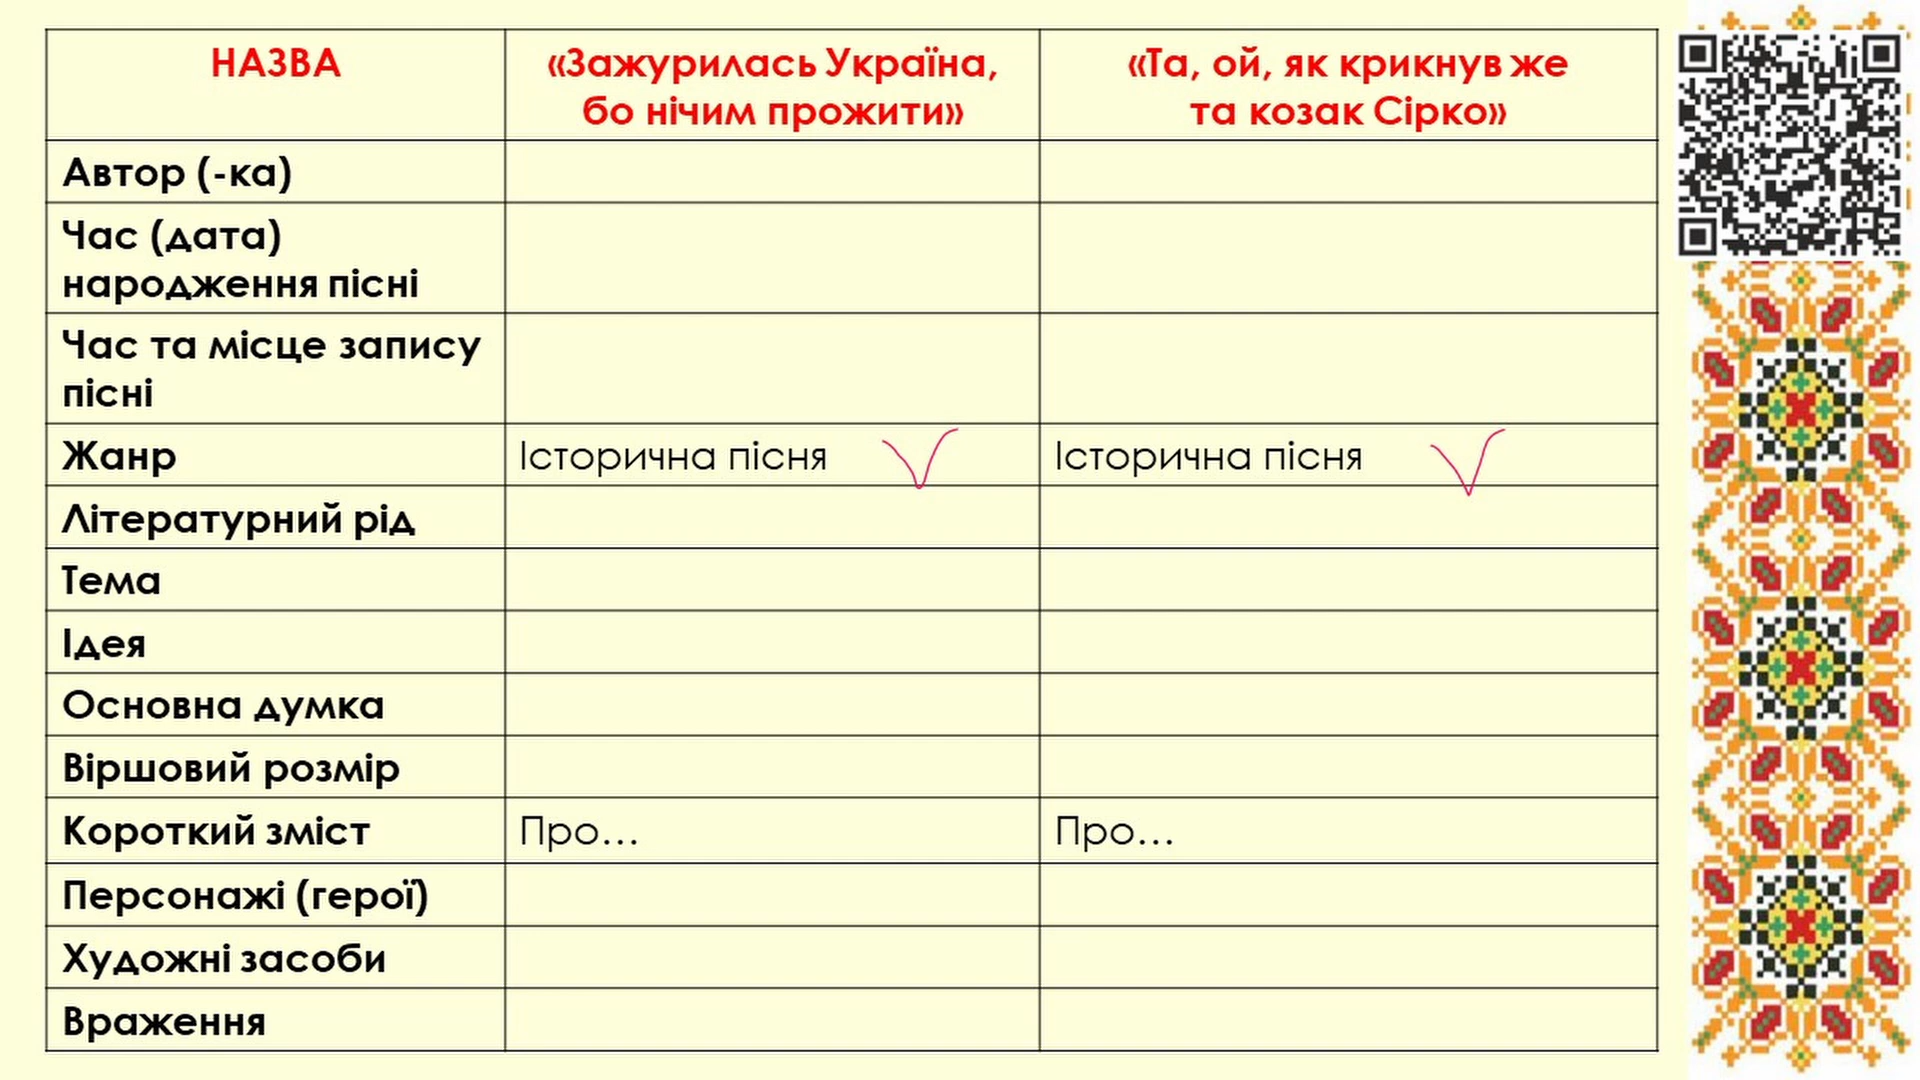 НАЗВА
«Зажурилась Україна,
бо нічим прожити»
«Та, ой, як крикнув же
та козак Сірко»
Автор (-ка)
Час (дата)
народження пісні
Час та місце запису
пісні
Жанр
Історична пісня
Історична пісня
Літературний рід
Тема
Ідея
Основна думка
Віршовий розмір
Короткий зміст
Про...
Про...
Персонажі (герої)
Художні засоби
Враження